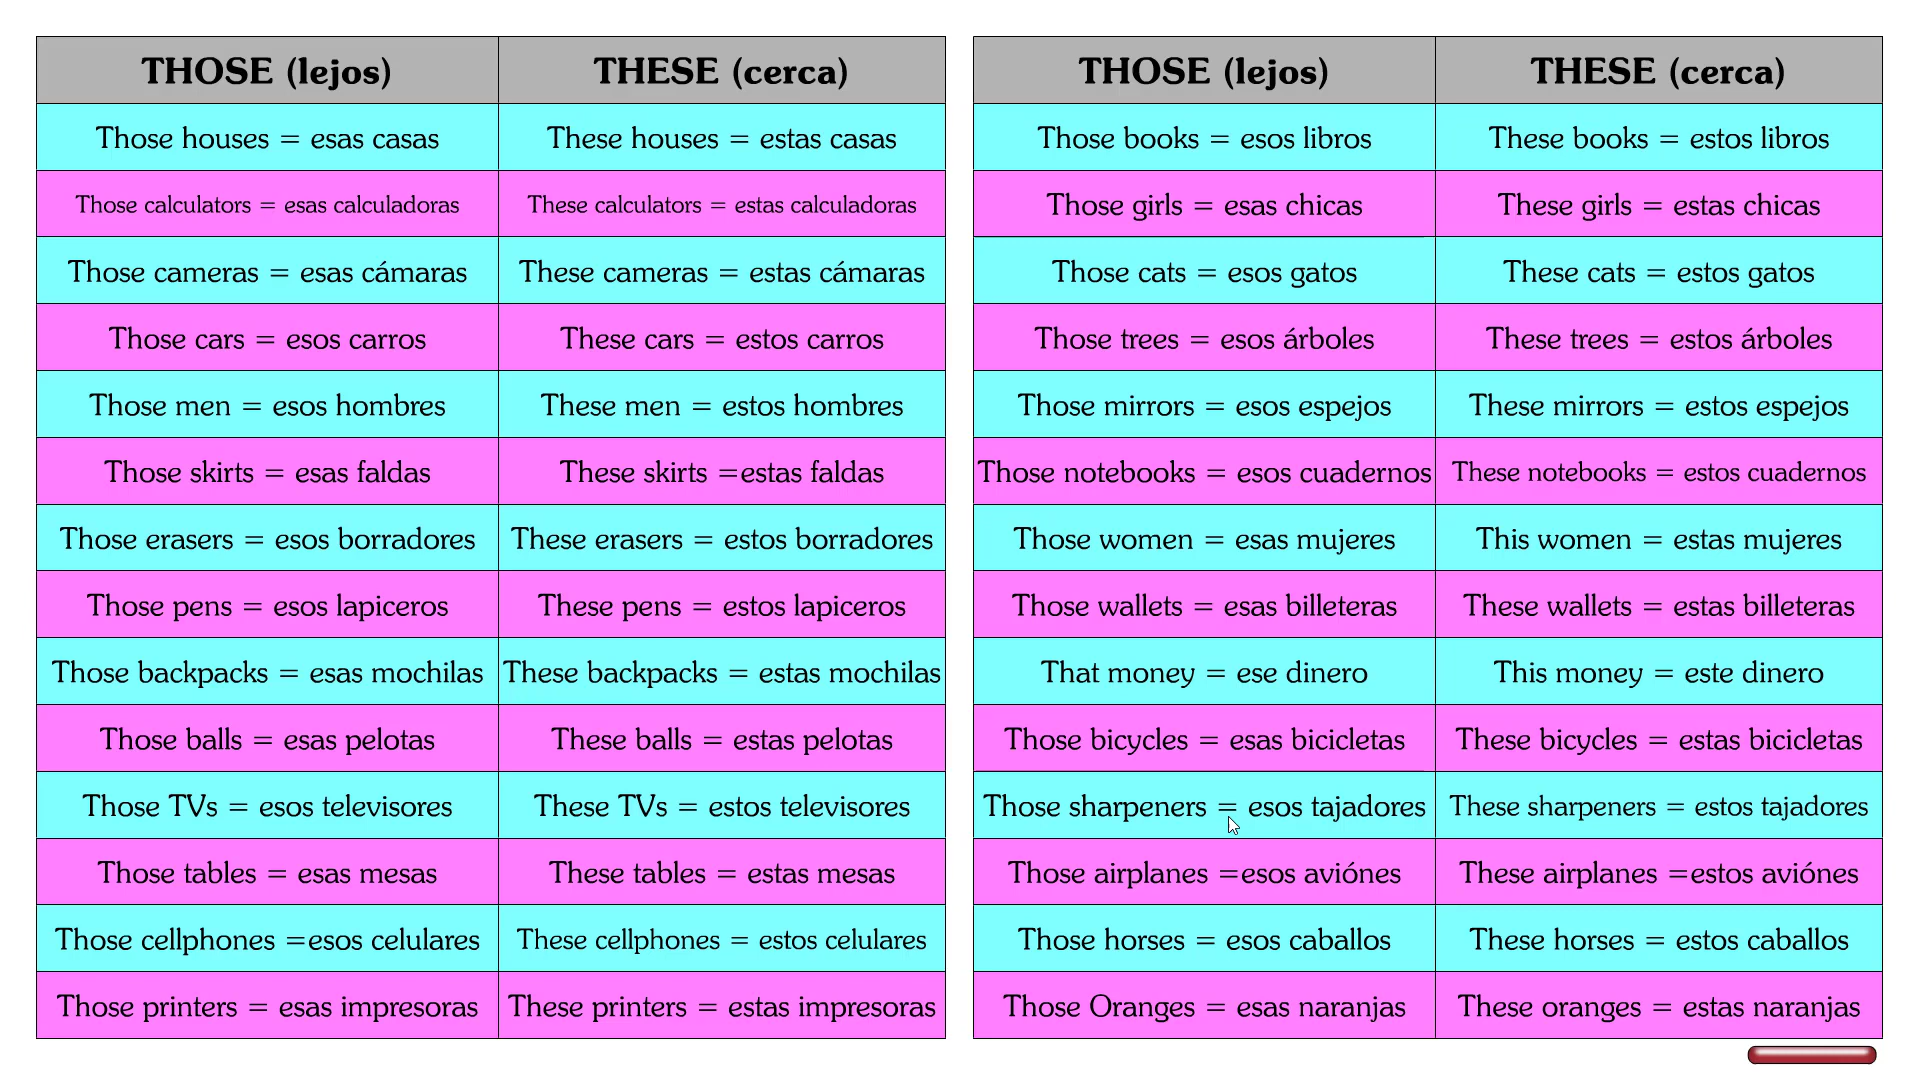 THOSE (lejos) THESE (cerca)
Those houses = esas casas These houses = estas casas
Those calculators = esas calculadoras These calculators = estas calculadoras
Those cameras = esas cámaras These cameras = estas cámaras
Those cars = esos carros These cars = estos carros
Those men = esos hombres These men = estos hombres
Those skirts = esas faldas These skirts =estas faldas
Those erasers = esos borradores These erasers = estos borradores
Those pens = esos lapiceros These pens = estos lapiceros
Those backpacks = esas mochilas These backpacks = estas mochilas
Those balls = esas pelotas These balls = estas pelotas
Those TVs = esos televisores These TVs = estos televisores
Those tables = esas mesas These tables = estas mesas
Those cellphones =esos celulares These cellphones = estos celulares
Those printers = esas impresoras These printers = estas impresoras
THOSE (lejos) THESE (cerca)
Those books = esos libros These books = estos libros
Those girls = esas chicas These girls = estas chicas
Those cats = esos gatos These cats = estos gatos
Those trees = esos árboles These trees = estos árboles
Those mirrors = esos espejos These mirrors = estos espejos
Those notebooks = esos cuadernos These notebooks = estos cuadernos
Those women = esas mujeres This women = estas mujeres
Those wallets = esas billeteras These wallets = estas billeteras
That money = ese dinero This money = este dinero
Those bicycles = esas bicicletas These bicycles = estas bicicletas
Those sharpeners = esos tajadores These sharpeners = estos tajadores
Those airplanes =esos aviónes These airplanes =estos aviónes
Those horses = esos caballos These horses = estos caballos
Those Oranges = esas naranjas These oranges = estas naranjas